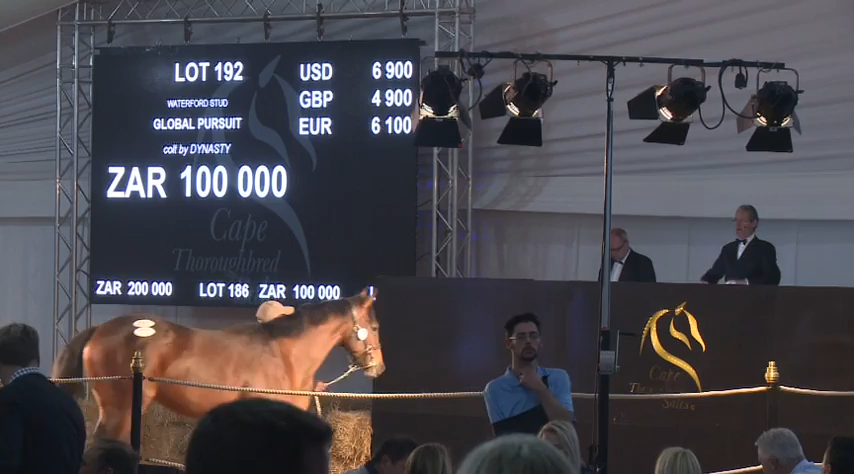 LOT 192 USD 6 900
WATERFORD STUD GBP 4 900
GLOBAL PURSUIT EUR 6 100
colt by DYNASTY
ZAR 100 000
Cape
Thoroughbred
ZAR 200 000 LOT 186 ZAR 100 000
Cape